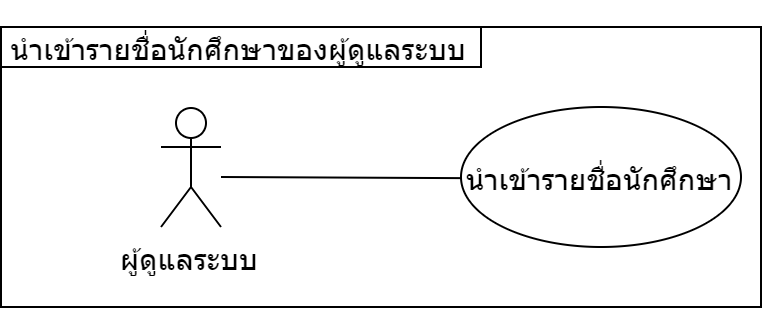 นำเข้ารายชื่อนักศึกษาของผู้ดูแลระบบ
นำเข้ารายชื่อนักศึกษา
ผู้ดูแลระบบ